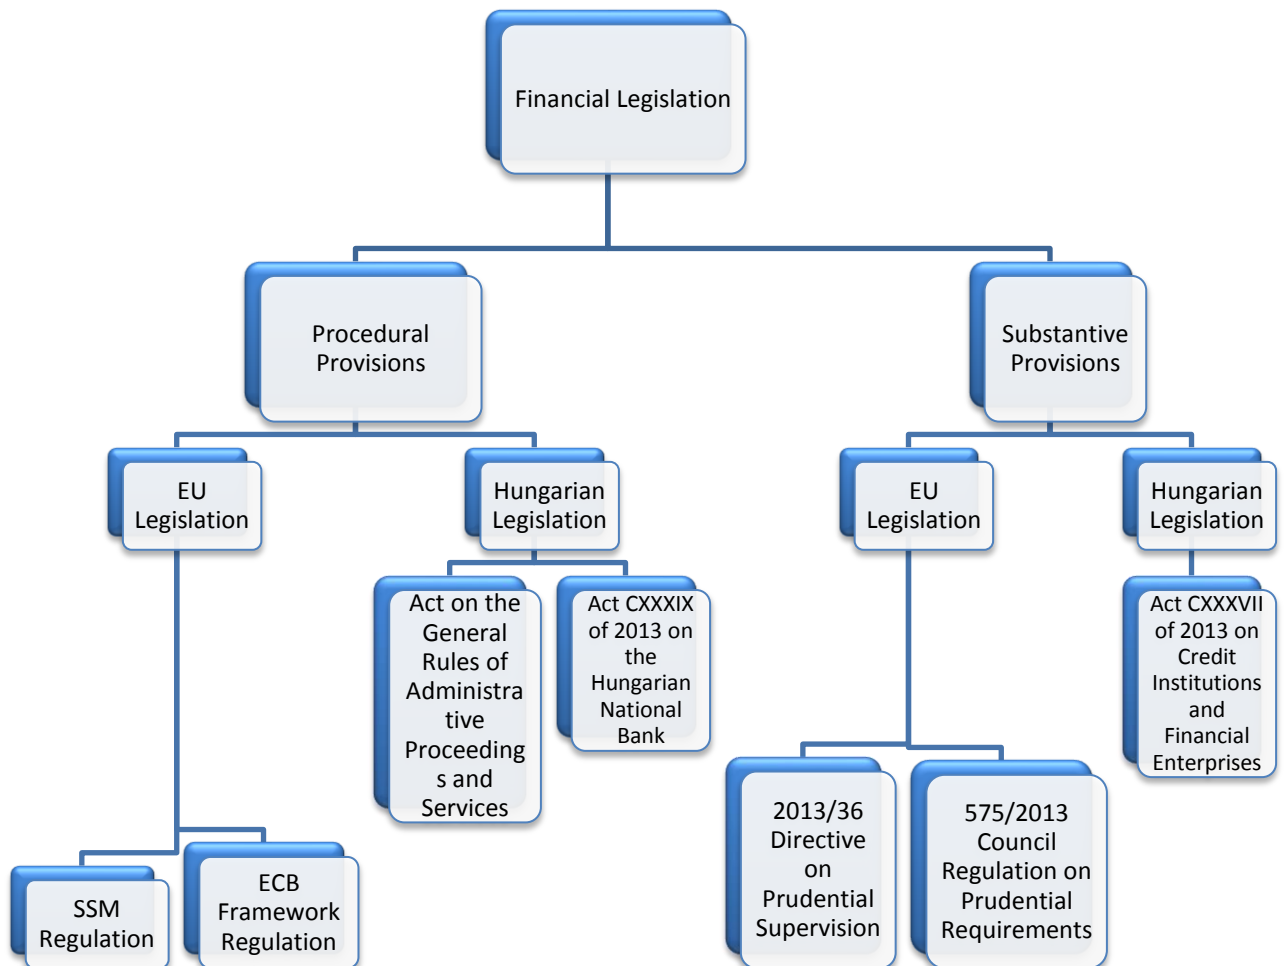 Financial Legislation
Procedural
Provisions
Substantive
Provisions
EU
Legislation
Hungarian
Legislation
EU
Legislation
Hungarian
Legislation
Act on the
General
Rules of
Administra
tive
Proceeding
s and
Services
Act CXXXIX
of 2013 on
the
Hungarian
National
Bank
Act CXXXVII
of 2013 on
Credit
Institutions
and
Financial
Enterprises
SSM
Regulation
ECB
Framework
Regulation
2013/36
Directive
on
Prudential
Supervision
575/2013
Council
Regulation on
Prudential
Requirements